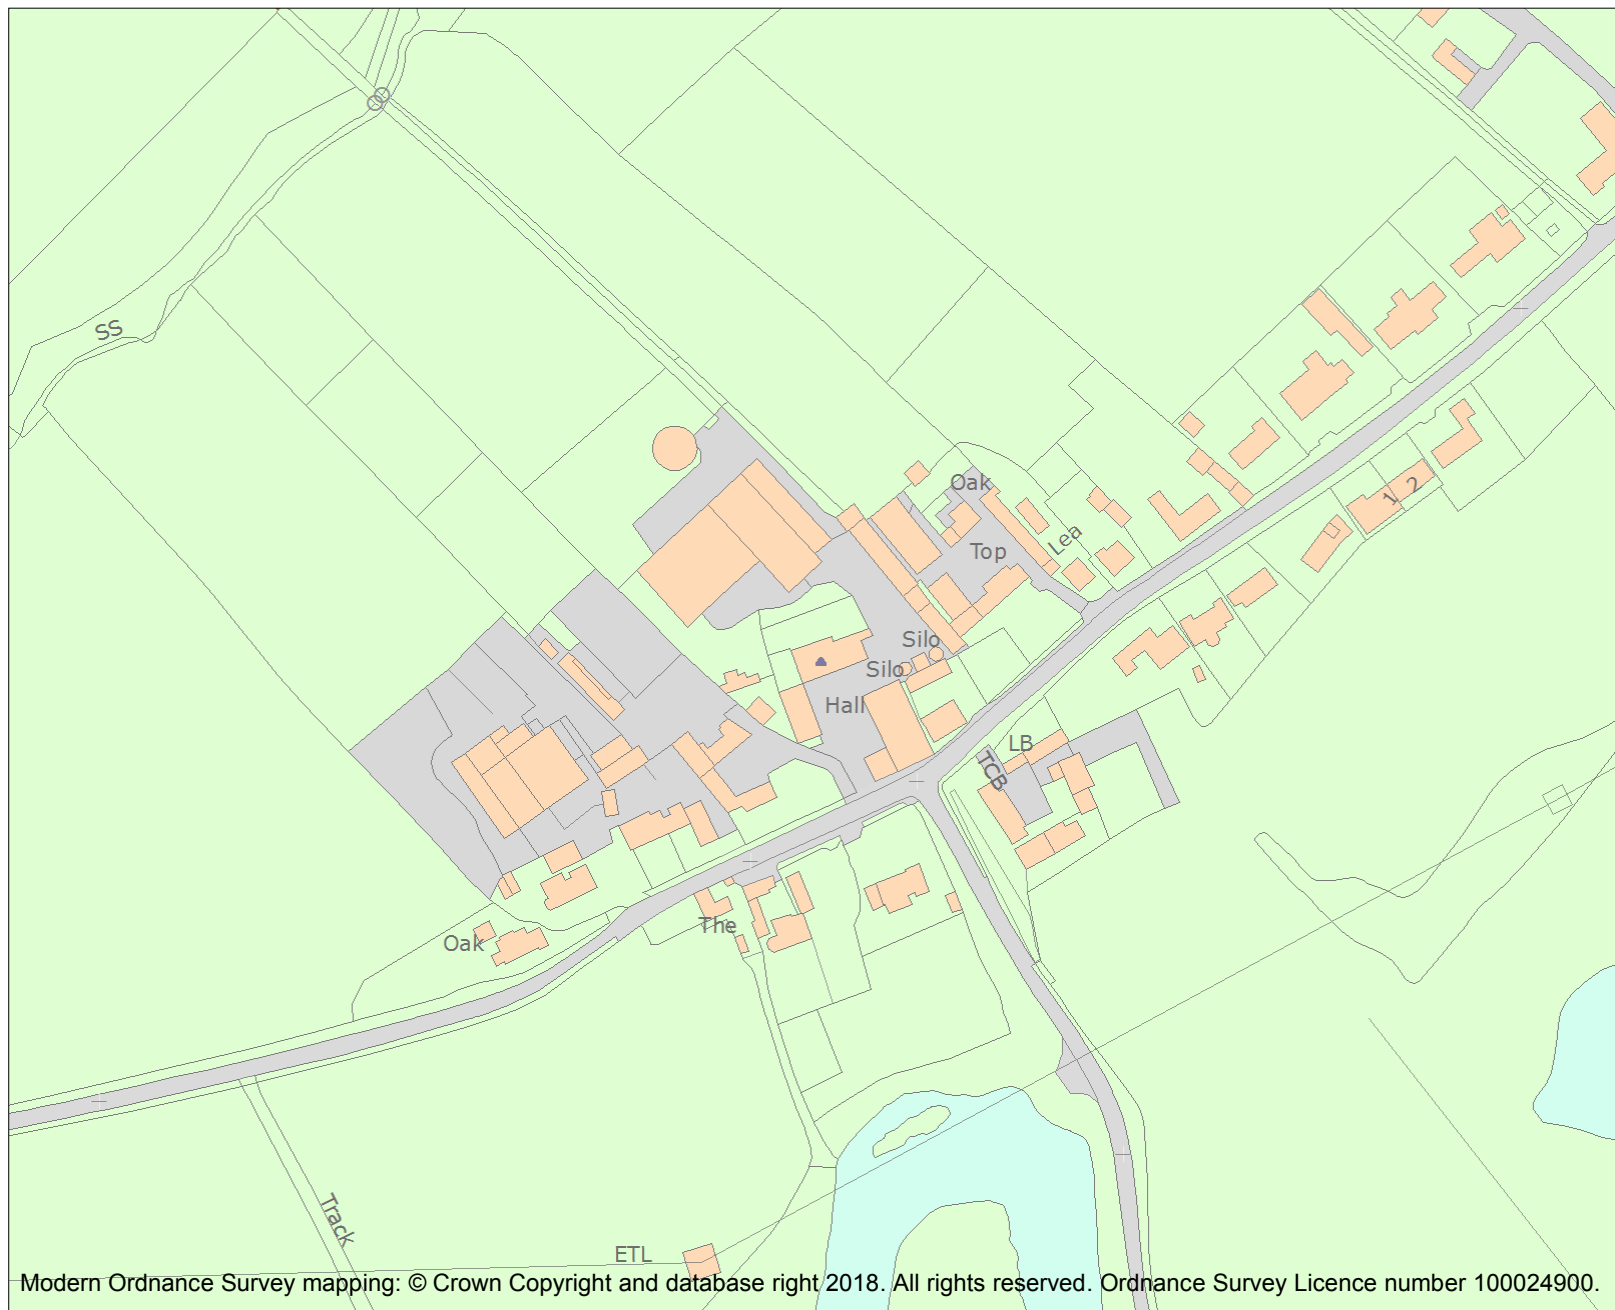 SS
Oak
Top
Lea
1
2
Silo
Silo
Hall
LB
TCB
The
Oak
Track
ETL
Modern Ordnance Survey mapping: © Crown Copyright and database right 2018. All rights reserved. Ordnance Survey Licence number 100024900.